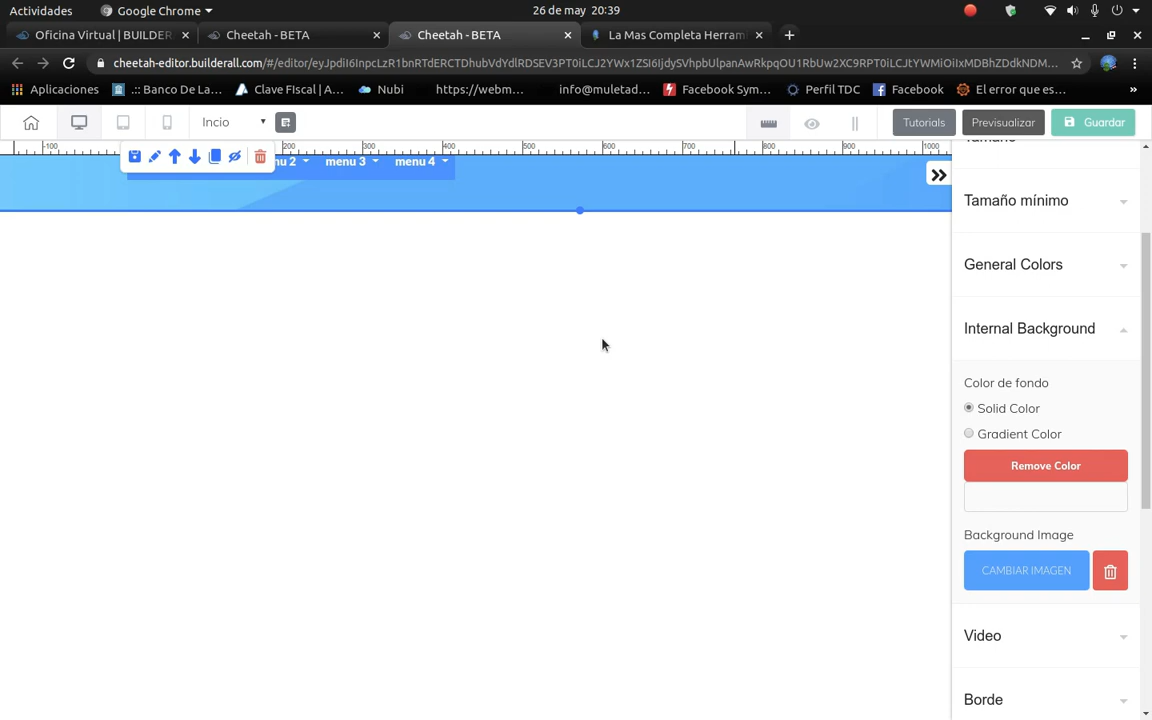 Actividades Google Chrome 26 de may 20:39
Oficina Virtual | BUILDER Cheetah - BETA Cheetah - BETA La Mas Completa Herrami
cheetah-editor.builderall.com
Aplicaciones .:: Banco De La... Clave FIscal | A... Nubi https://webm... info@muletad... Facebook Sym... Perfil TDC Facebook El error que es... »
Incio Tutorials Previsualizar Guardar
-100 200 300 400 500 600 700 800 900 1000
nu 2 menu 3 menu 4
Tamaño
Tamaño mínimo
General Colors
Internal Background
Color de fondo
Solid Color
Gradient Color
Remove Color
Background Image
CAMBIAR IMAGEN
Video
Borde